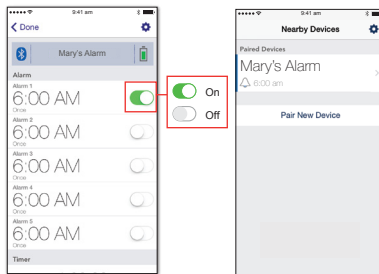 9:41 am
Done
Mary's Alarm
Alarm
Alarm 1
6:00 AM
Once
Alarm 2
6:00 AM
Once
Alarm 3
6:00 AM
Once
Alarm 4
6:00 AM
Once
Alarm 5
6:00 AM
Once
Timer
On
Off
9:41 am
Nearby Devices
Paired Devices
Mary's Alarm
6:00 am
Pair New Device